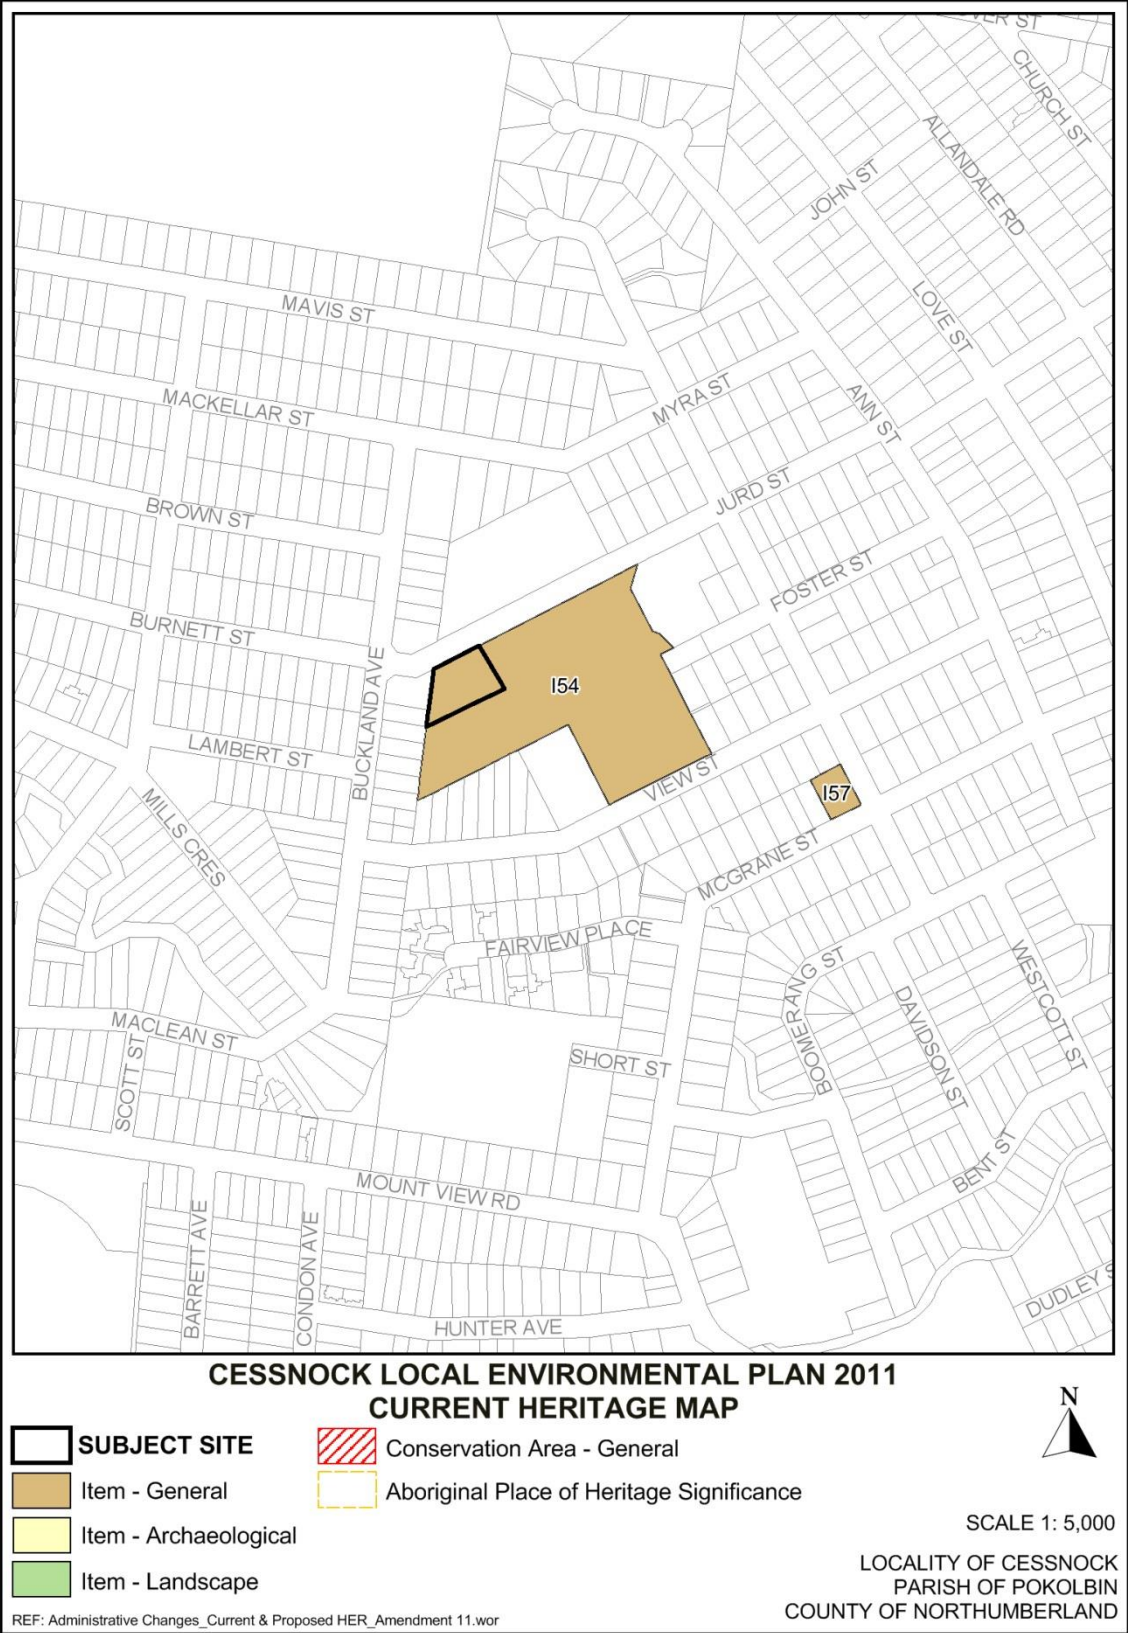 VER ST
CHURCH ST
ALLANDALE RD
JOHN ST
LOVE ST
MAVIS ST
MYRA ST
ANN ST
MACKELLAR ST
JURD ST
BROWN ST
FOSTER ST
BURNETT ST
BUCKLAND AVE
I54
LAMBERT ST
VIEW ST
I57
MILLS CRES
MCGRANE ST
FAIRVIEW PLACE
BOOMERANG ST
DAVIDSON ST
WESTCOTT ST
MACLEAN ST
SCOTT ST
SHORT ST
BENT ST
MOUNT VIEW RD
BARRETT AVE
CONDON AVE
HUNTER AVE
DUDLEY S
CESSNOCK LOCAL ENVIRONMENTAL PLAN 2011
CURRENT HERITAGE MAP
N
SUBJECT SITE
Item - General
Item - Archaeological
Item - Landscape
Conservation Area - General
Aboriginal Place of Heritage Significance
SCALE 1: 5,000
LOCALITY OF CESSNOCK
PARISH OF POKOLBIN
COUNTY OF NORTHUMBERLAND
REF: Administrative Changes_Current & Proposed HER_Amendment 11.wor